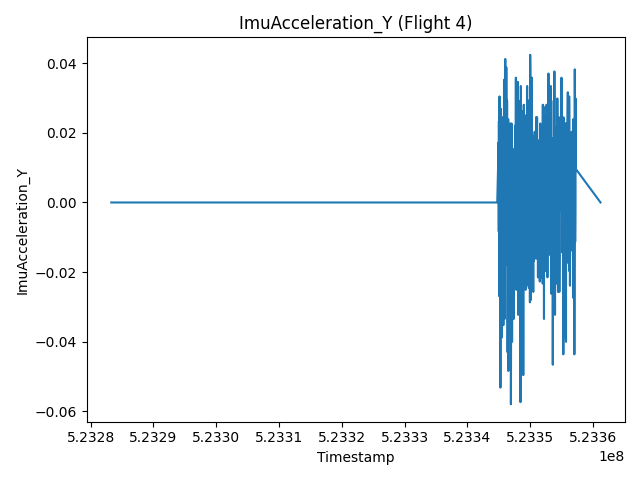 ImuAcceleration_Y (Flight 4)
ImuAcceleration_Y
0.04
0.02
0.00
−0.02
−0.04
−0.06
5.2328 5.2329 5.2330 5.2331 5.2332 5.2333 5.2334 5.2335 5.2336
1e8
Timestamp